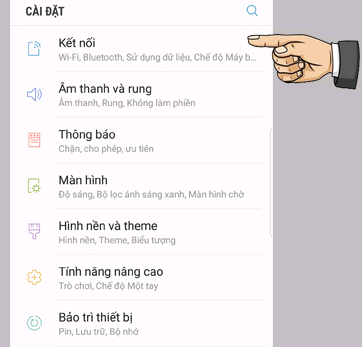 CÀI ĐẶT
Kết nối
Wi-Fi, Bluetooth, Sử dụng dữ liệu, Chế độ Máy b...
Âm thanh và rung
Âm thanh, Rung, Không làm phiền
Thông báo
Chặn, cho phép, ưu tiên
Màn hình
Độ sáng, Bộ lọc ánh sáng xanh, Màn hình chờ
Hình nền và theme
Hình nền, Theme, Biểu tượng
Tính năng nâng cao
Trò chơi, Chế độ Một tay
Bảo trì thiết bị
Pin, Lưu trữ, Bộ nhớ